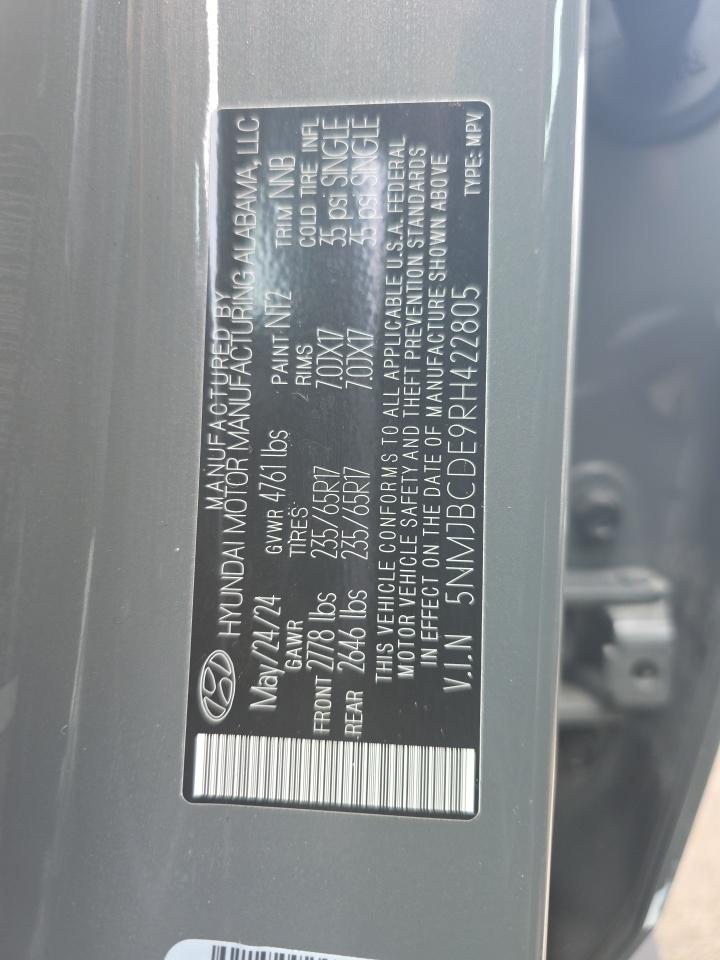 MANUFACTURED BY
HYUNDAI MOTOR MANUFACTURING ALABAMA, LLC
May/24/24 GVWR 4761 lbs PAINT NT2 TRIM NNB
GAWR TIRES RIMS COLD TIRE INFL
FRONT 2778 lbs 235/65R17 7.0JX17 35 psi SINGLE
REAR 2646 lbs 235/65R17 7.0JX17 35 psi SINGLE
THIS VEHICLE CONFORMS TO ALL APPLICABLE U.S.A. FEDERAL
MOTOR VEHICLE SAFETY AND THEFT PREVENTION STANDARDS
IN EFFECT ON THE DATE OF MANUFACTURE SHOWN ABOVE
V.I.N 5NMJBCDE9RH422805 TYPE: MPV